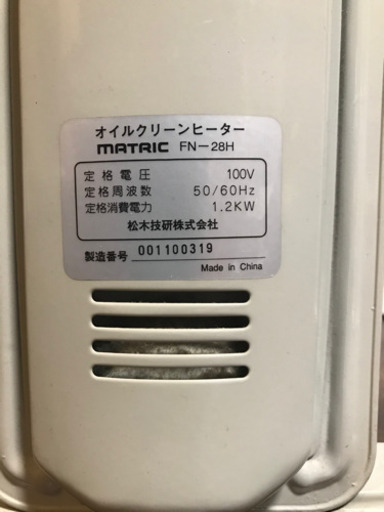 オイルクリーンヒーター
MATRIC FN-28H
定格電圧 100V
定格周波数 50/60Hz
定格消費電力 1.2KW
松木技研株式会社
製造番号 001100319
Made in China